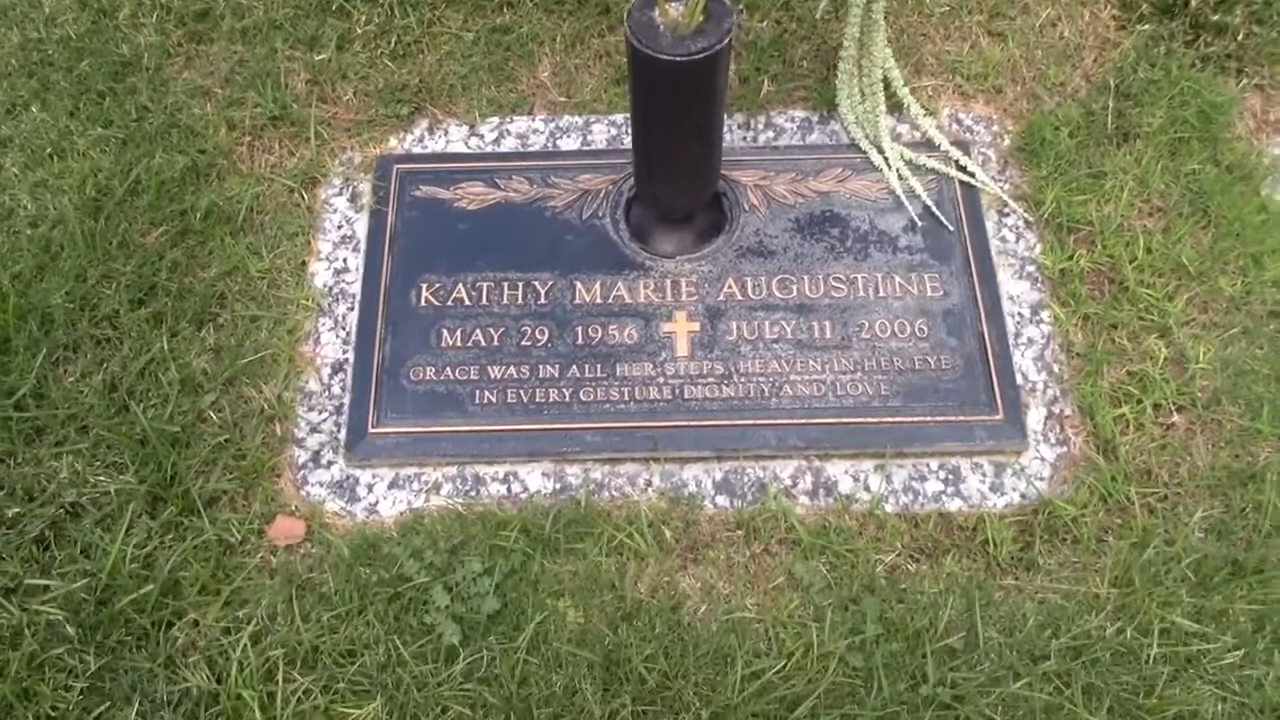 KATHY MARIE AUGUSTINE
MAY 29, 1956 JULY 11, 2006
GRACE WAS IN ALL HER STEPS, HEAVEN IN HER EYE
IN EVERY GESTURE DIGNITY AND LOVE